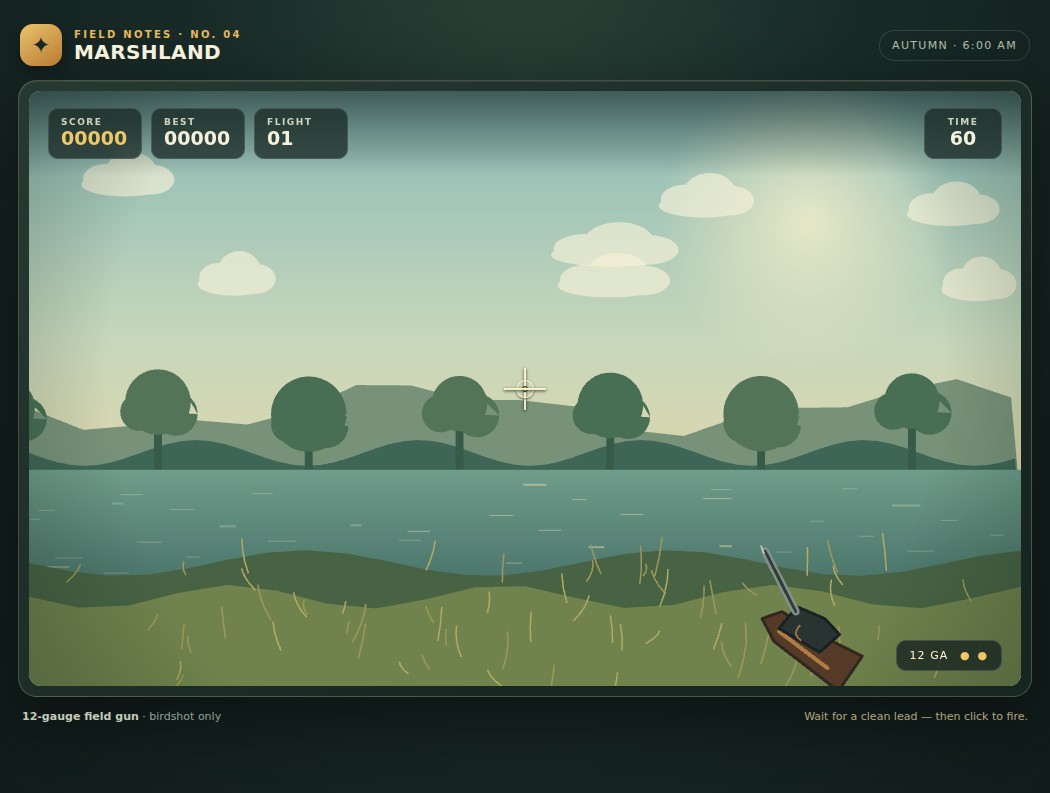 FIELD NOTES · NO. 04
MARSHLAND
AUTUMN · 6:00 AM
SCORE
00000
BEST
00000
FLIGHT
01
TIME
60
12 GA
12-gauge field gun · birdshot only
Wait for a clean lead — then click to fire.